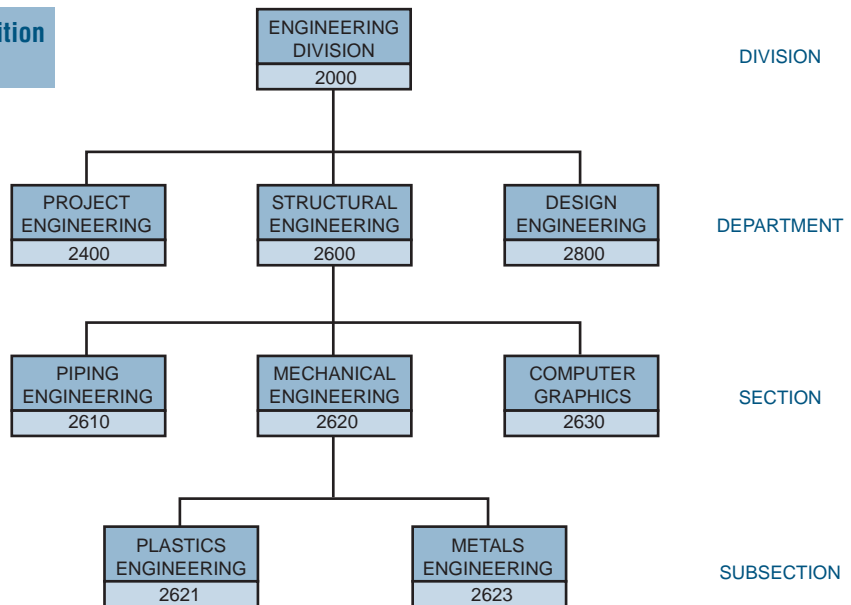 ition
ENGINEERING
DIVISION
2000
DIVISION
PROJECT
ENGINEERING
2400
STRUCTURAL
ENGINEERING
2600
DESIGN
ENGINEERING
2800
DEPARTMENT
PIPING
ENGINEERING
2610
MECHANICAL
ENGINEERING
2620
COMPUTER
GRAPHICS
2630
SECTION
PLASTICS
ENGINEERING
2621
METALS
ENGINEERING
2623
SUBSECTION